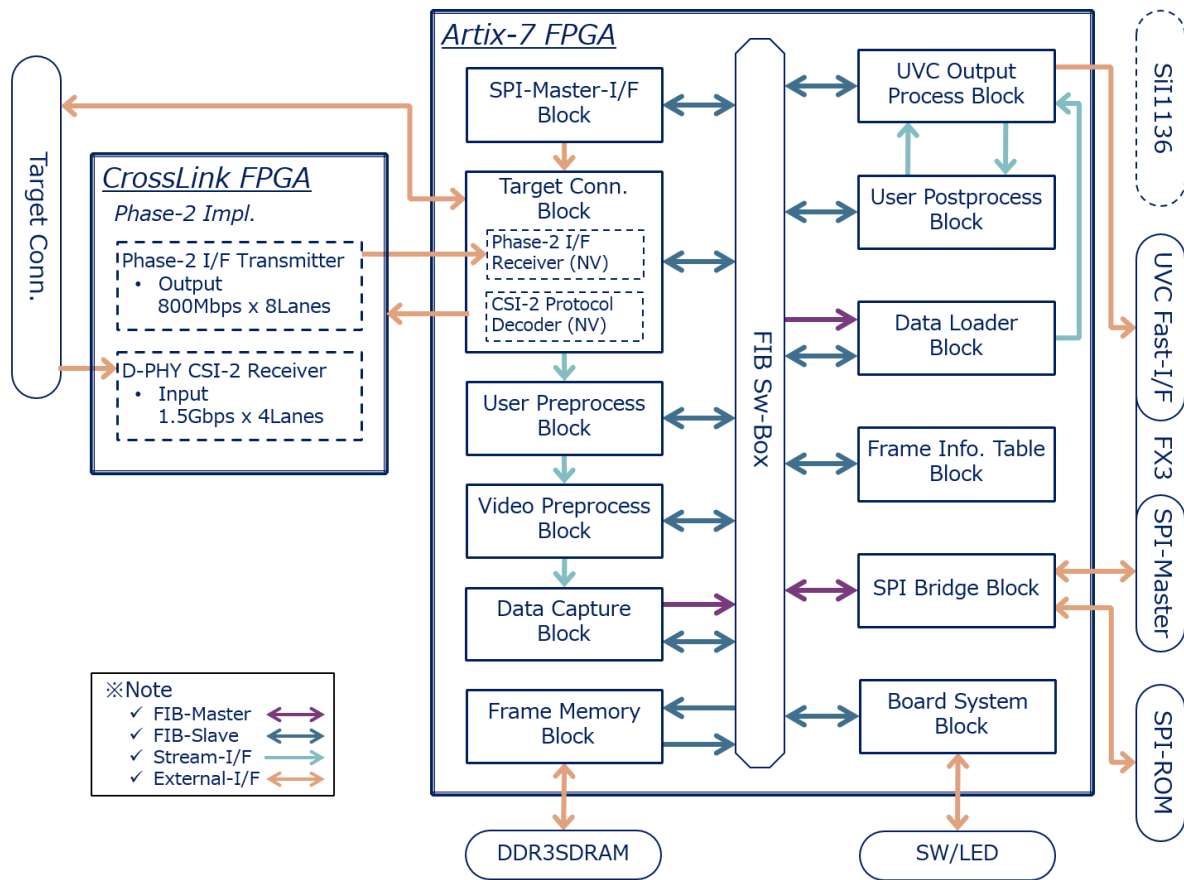 Artix-7 FPGA
SPI-Master-I/F
Block
Target Conn.
Block
Phase-2 I/F
Receiver (NV)
CSI-2 Protocol
Decoder (NV)
User Preprocess
Block
Video Preprocess
Block
Data Capture
Block
Frame Memory
Block
FIB Sw-Box
UVC Output
Process Block
User Postprocess
Block
Data Loader
Block
Frame Info. Table
Block
SPI Bridge Block
Board System
Block
Target Conn.
CrossLink FPGA
Phase-2 Impl.
Phase-2 I/F Transmitter
• Output
800Mbps x 8Lanes
D-PHY CSI-2 Receiver
• Input
1.5Gbps x 4Lanes
SiI1136
UVC Fast-I/F
FX3
SPI-Master
SPI-ROM
DDR3SDRAM
SW/LED
※Note
✓ FIB-Master
✓ FIB-Slave
✓ Stream-I/F
✓ External-I/F